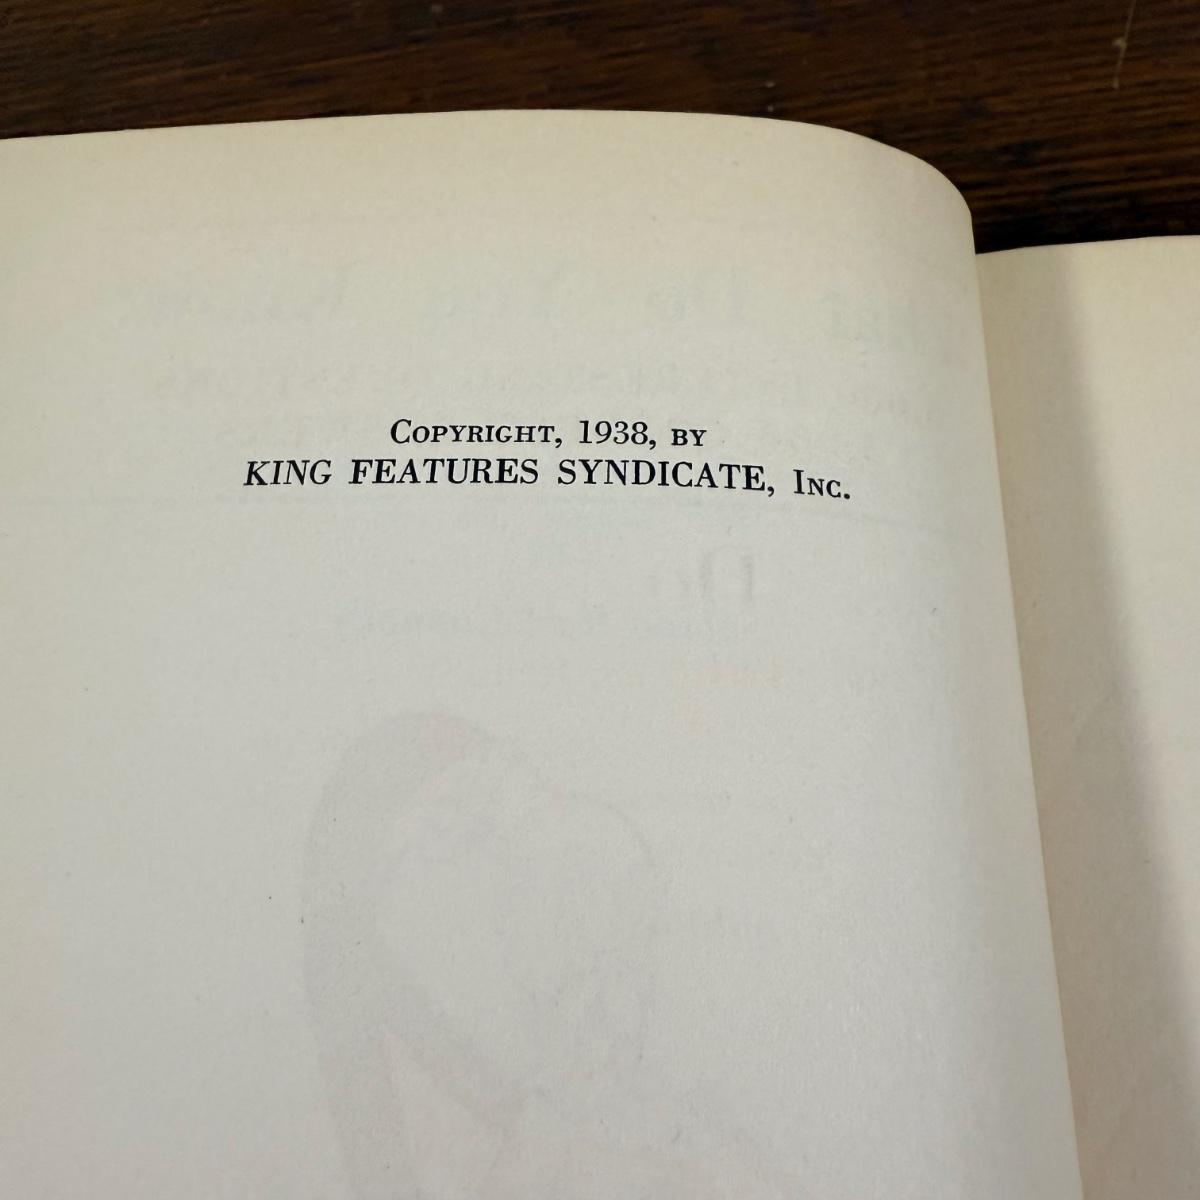 COPYRIGHT, 1938, BY
KING FEATURES SYNDICATE, INC.